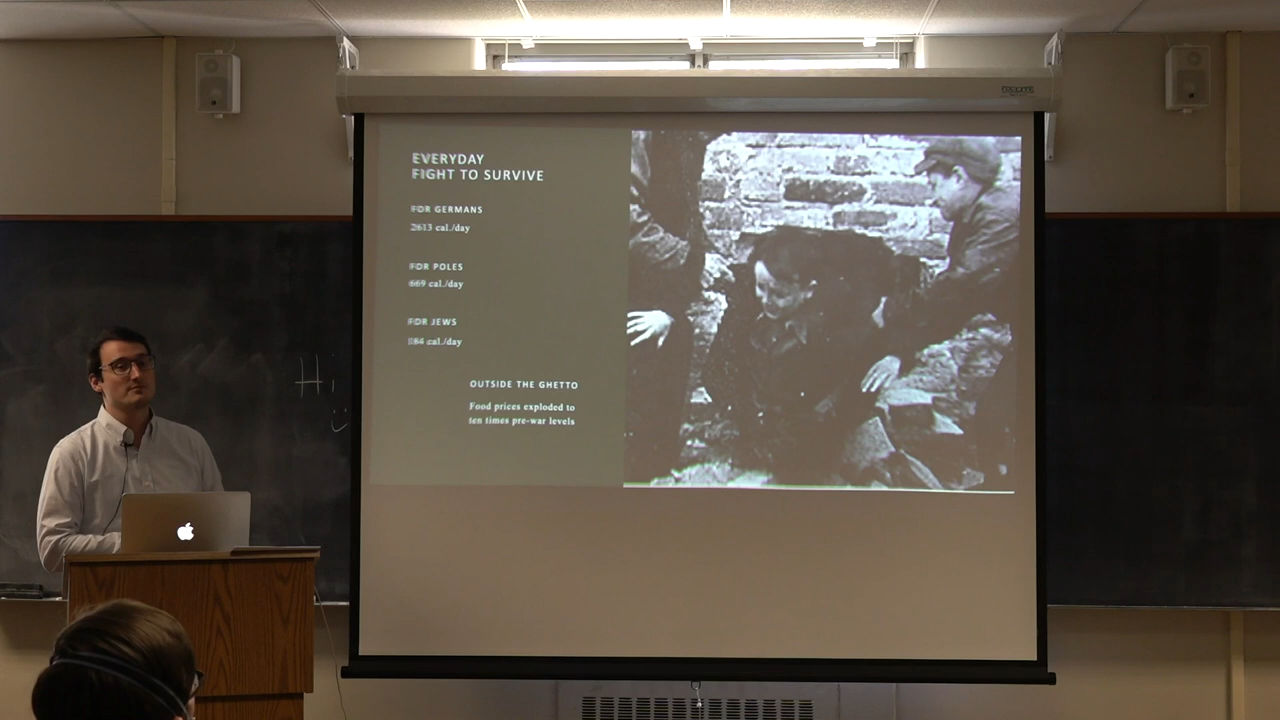 EVERYDAY
FIGHT TO SURVIVE
FOR GERMANS
2613 cal./day
FOR POLES
669 cal./day
FOR JEWS
184 cal./day
OUTSIDE THE GHETTO
Food prices exploded to
ten times pre-war levels
Hi